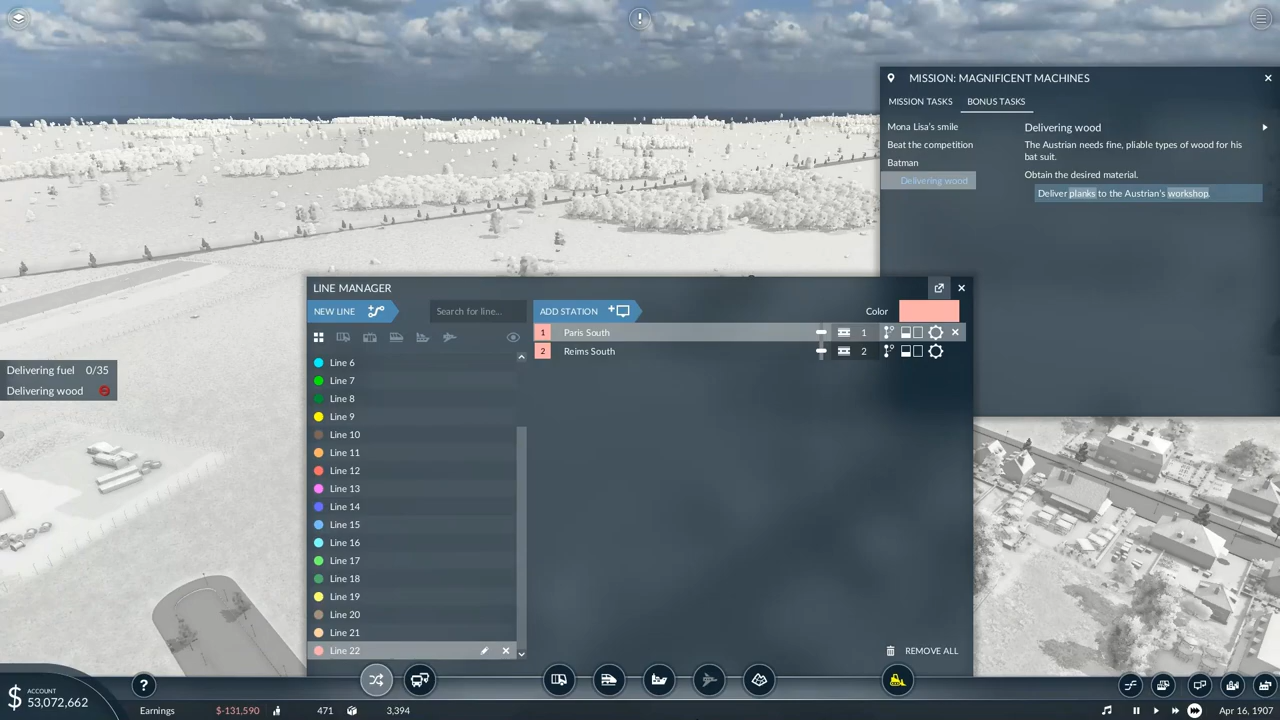 MISSION: MAGNIFICENT MACHINES
MISSION TASKS
BONUS TASKS
Mona Lisa's smile
Beat the competition
Batman
Delivering wood
Delivering wood
The Austrian needs fine, pliable types of wood for his
bat suit.
Obtain the desired material.
Deliver planks to the Austrian's workshop.
LINE MANAGER
NEW LINE
Search for line...
ADD STATION
Color
1 Paris South 1
2 Reims South 2
Line 6
Line 7
Line 8
Line 9
Line 10
Line 11
Line 12
Line 13
Line 14
Line 15
Line 16
Line 17
Line 18
Line 19
Line 20
Line 21
Line 22
REMOVE ALL
Delivering fuel 0/35
Delivering wood
$ ACCOUNT
53,072,662
?
Earnings $-131,590 471 3,394
Apr 16, 1907